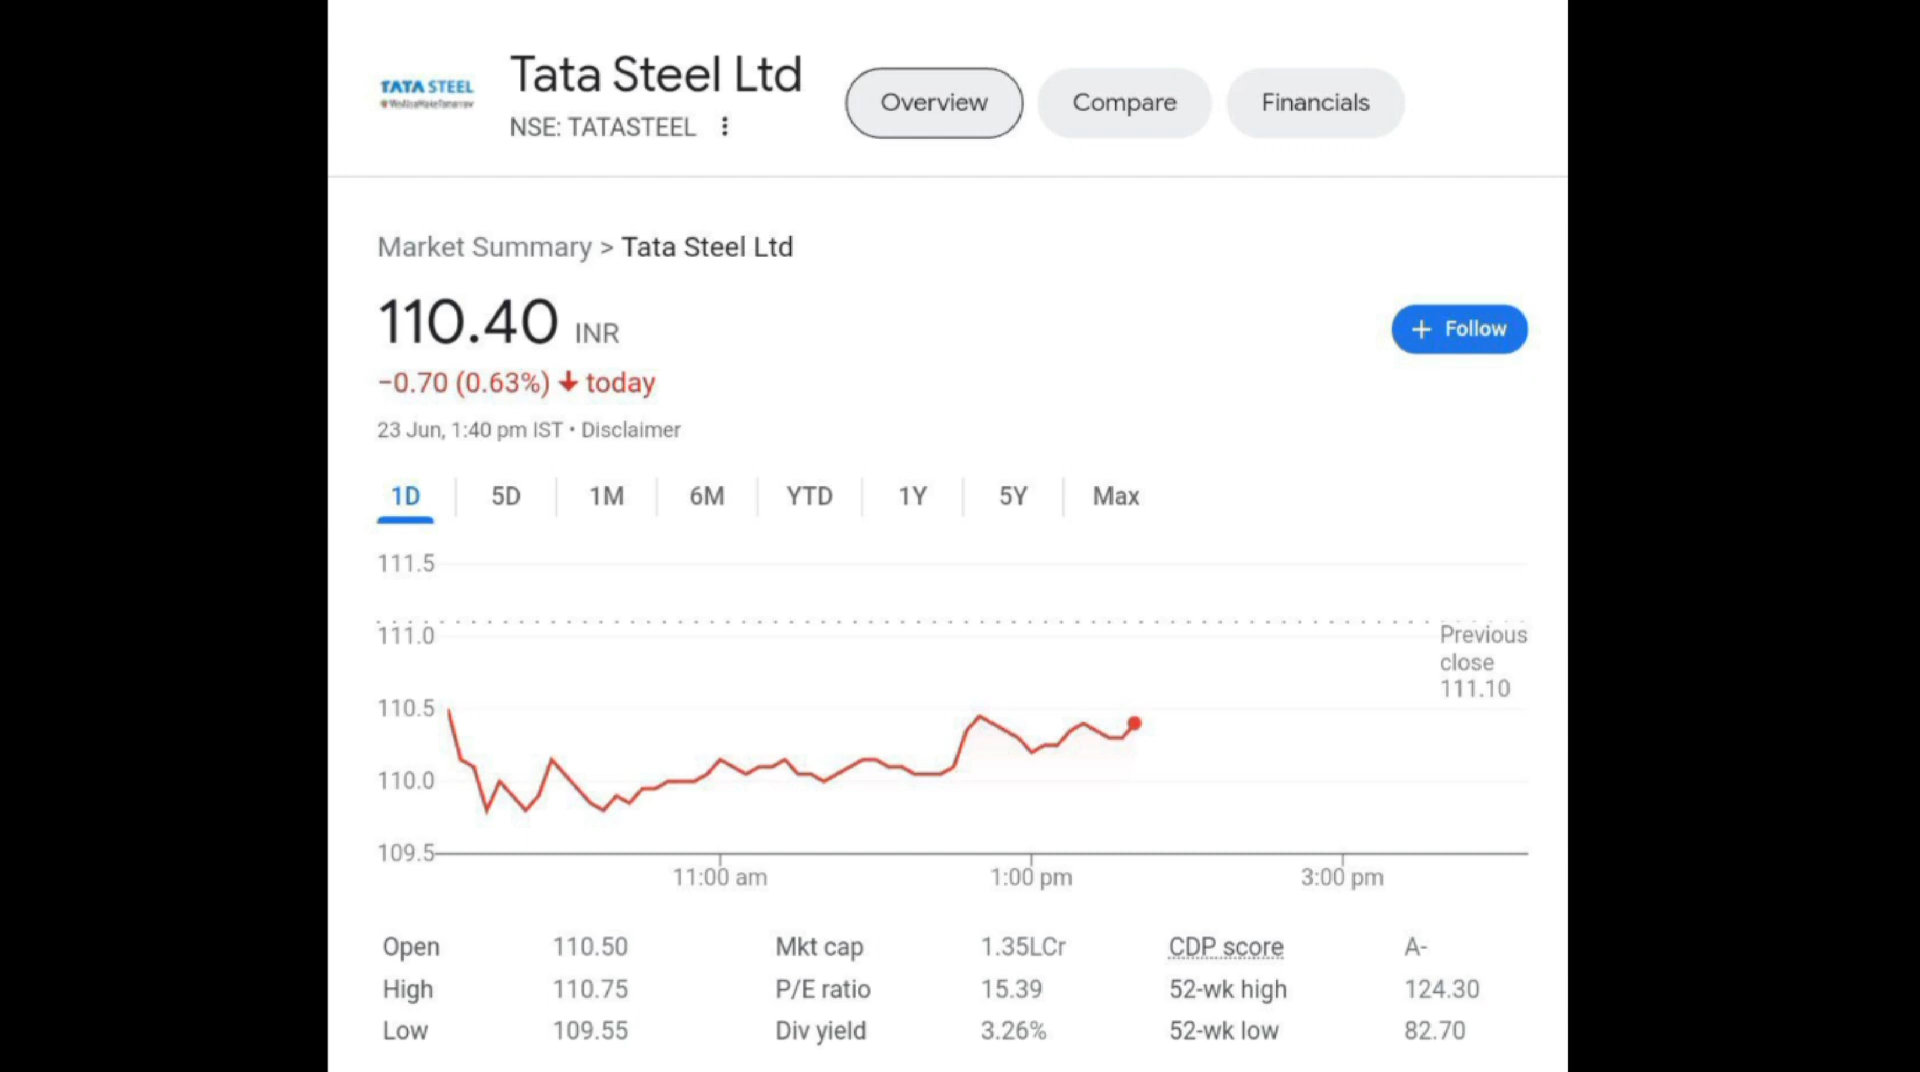 TATA STEEL
Tata Steel Ltd
NSE: TATASTEEL
Overview
Compare
Financials
Market Summary > Tata Steel Ltd
110.40 INR
+ Follow
−0.70 (0.63%) ↓ today
23 Jun, 1:40 pm IST • Disclaimer
1D 5D 1M 6M YTD 1Y 5Y Max
111.5
111.0
110.5
110.0
109.5
Previous
close
111.10
11:00 am 1:00 pm 3:00 pm
Open 110.50 Mkt cap 1.35LCr CDP score A-
High 110.75 P/E ratio 15.39 52-wk high 124.30
Low 109.55 Div yield 3.26% 52-wk low 82.70